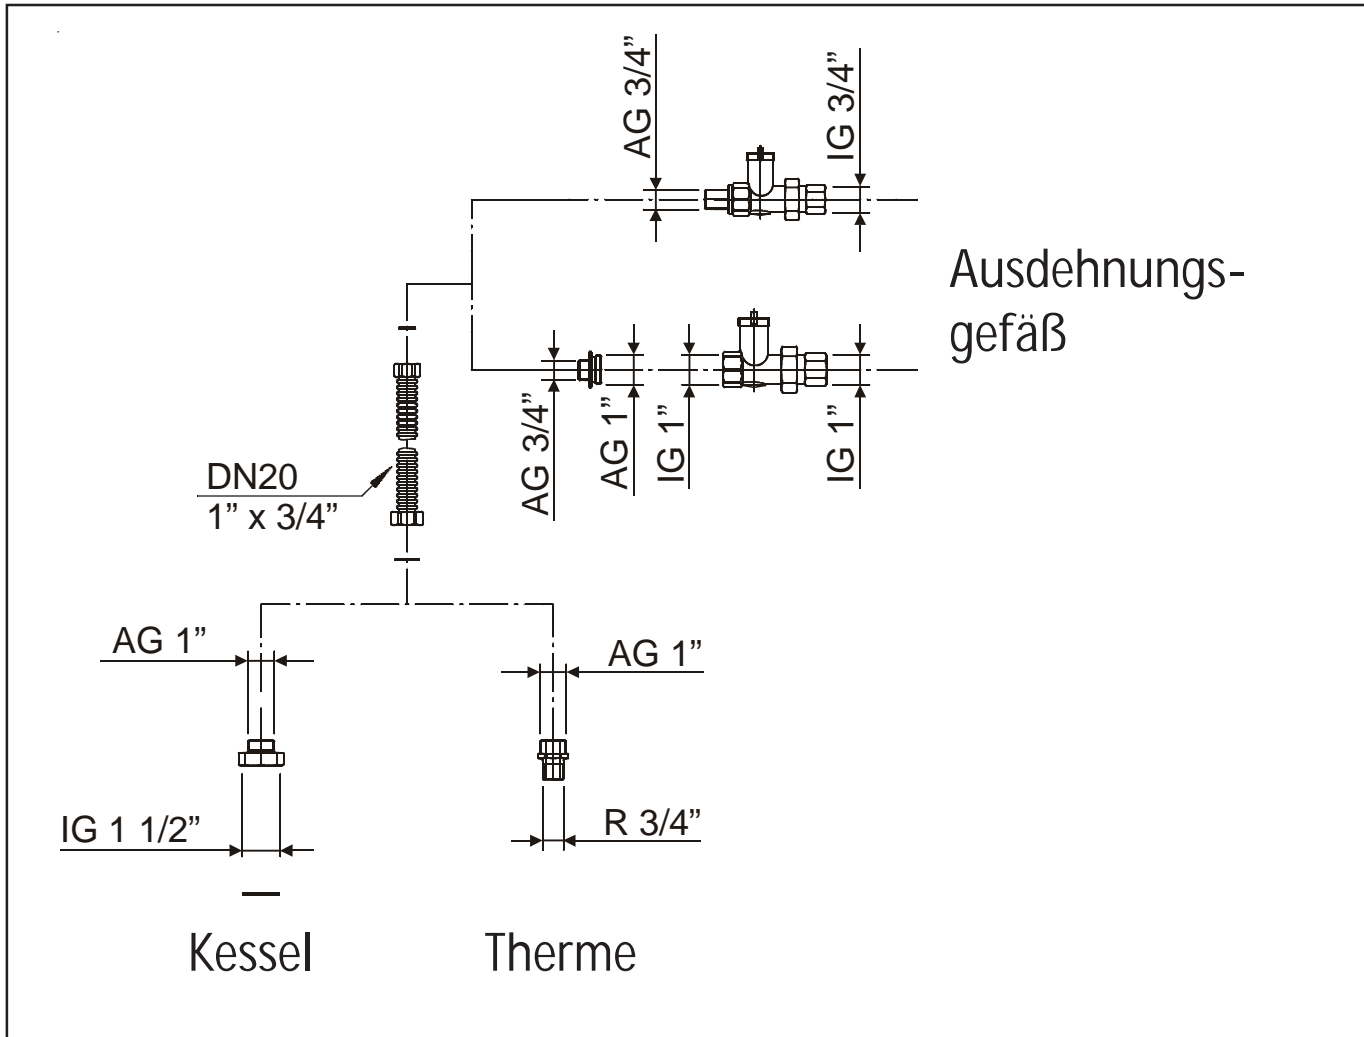 AG 3/4”
IG 3/4”
Ausdehnungs-
gefäß
AG 3/4”
AG 1”
IG 1”
IG 1”
DN20
1” x 3/4”
AG 1”
AG 1”
IG 1 1/2”
R 3/4”
Kessel
Therme